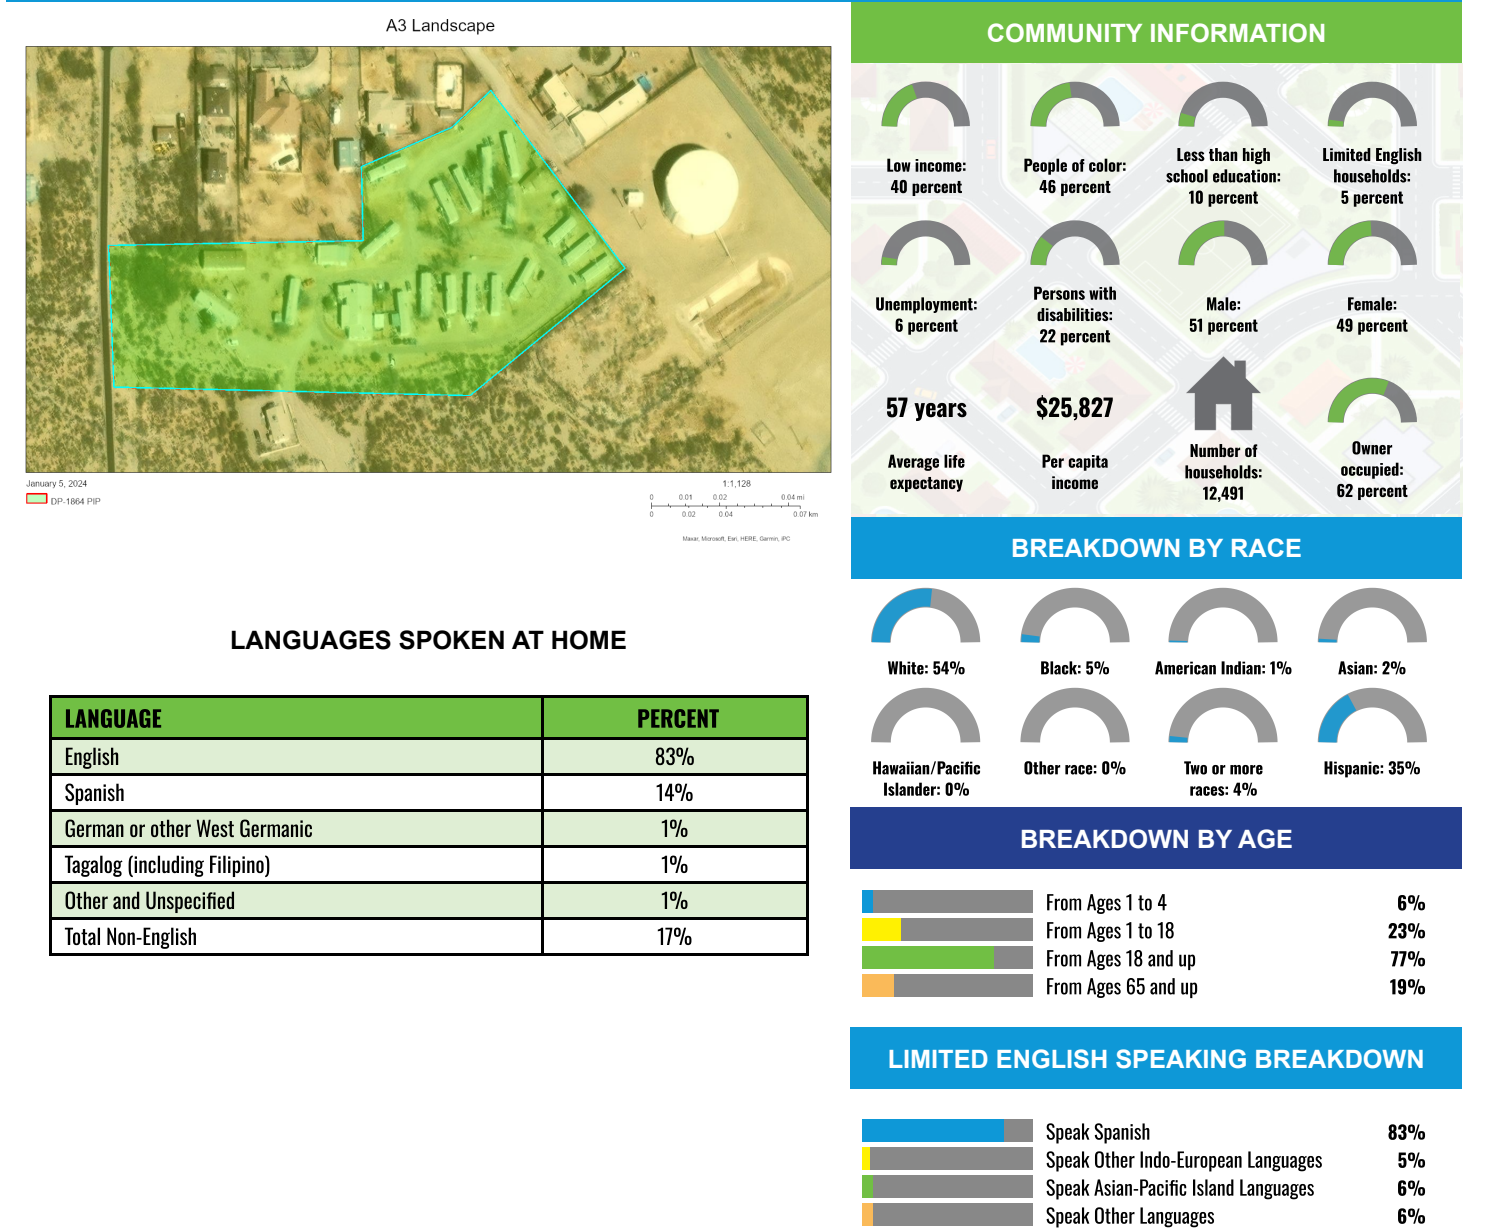 A3 Landscape
January 5, 2024
DP-1864 PIP
1:1,128
0 0.01 0.02 0.04 mi
0 0.02 0.04 0.07 km
Maxar, Microsoft, Esri, HERE, Garmin, iPC
LANGUAGES SPOKEN AT HOME
LANGUAGE PERCENT
English 83%
Spanish 14%
German or other West Germanic 1%
Tagalog (including Filipino) 1%
Other and Unspecified 1%
Total Non-English 17%
COMMUNITY INFORMATION
Low income:
40 percent
People of color:
46 percent
Less than high
school education:
10 percent
Limited English
households:
5 percent
Unemployment:
6 percent
Persons with
disabilities:
22 percent
Male:
51 percent
Female:
49 percent
57 years
Average life
expectancy
$25,827
Per capita
income
Number of
households:
12,491
Owner
occupied:
62 percent
BREAKDOWN BY RACE
White: 54%
Black: 5%
American Indian: 1%
Asian: 2%
Hawaiian/Pacific
Islander: 0%
Other race: 0%
Two or more
races: 4%
Hispanic: 35%
BREAKDOWN BY AGE
From Ages 1 to 4 6%
From Ages 1 to 18 23%
From Ages 18 and up 77%
From Ages 65 and up 19%
LIMITED ENGLISH SPEAKING BREAKDOWN
Speak Spanish 83%
Speak Other Indo-European Languages 5%
Speak Asian-Pacific Island Languages 6%
Speak Other Languages 6%